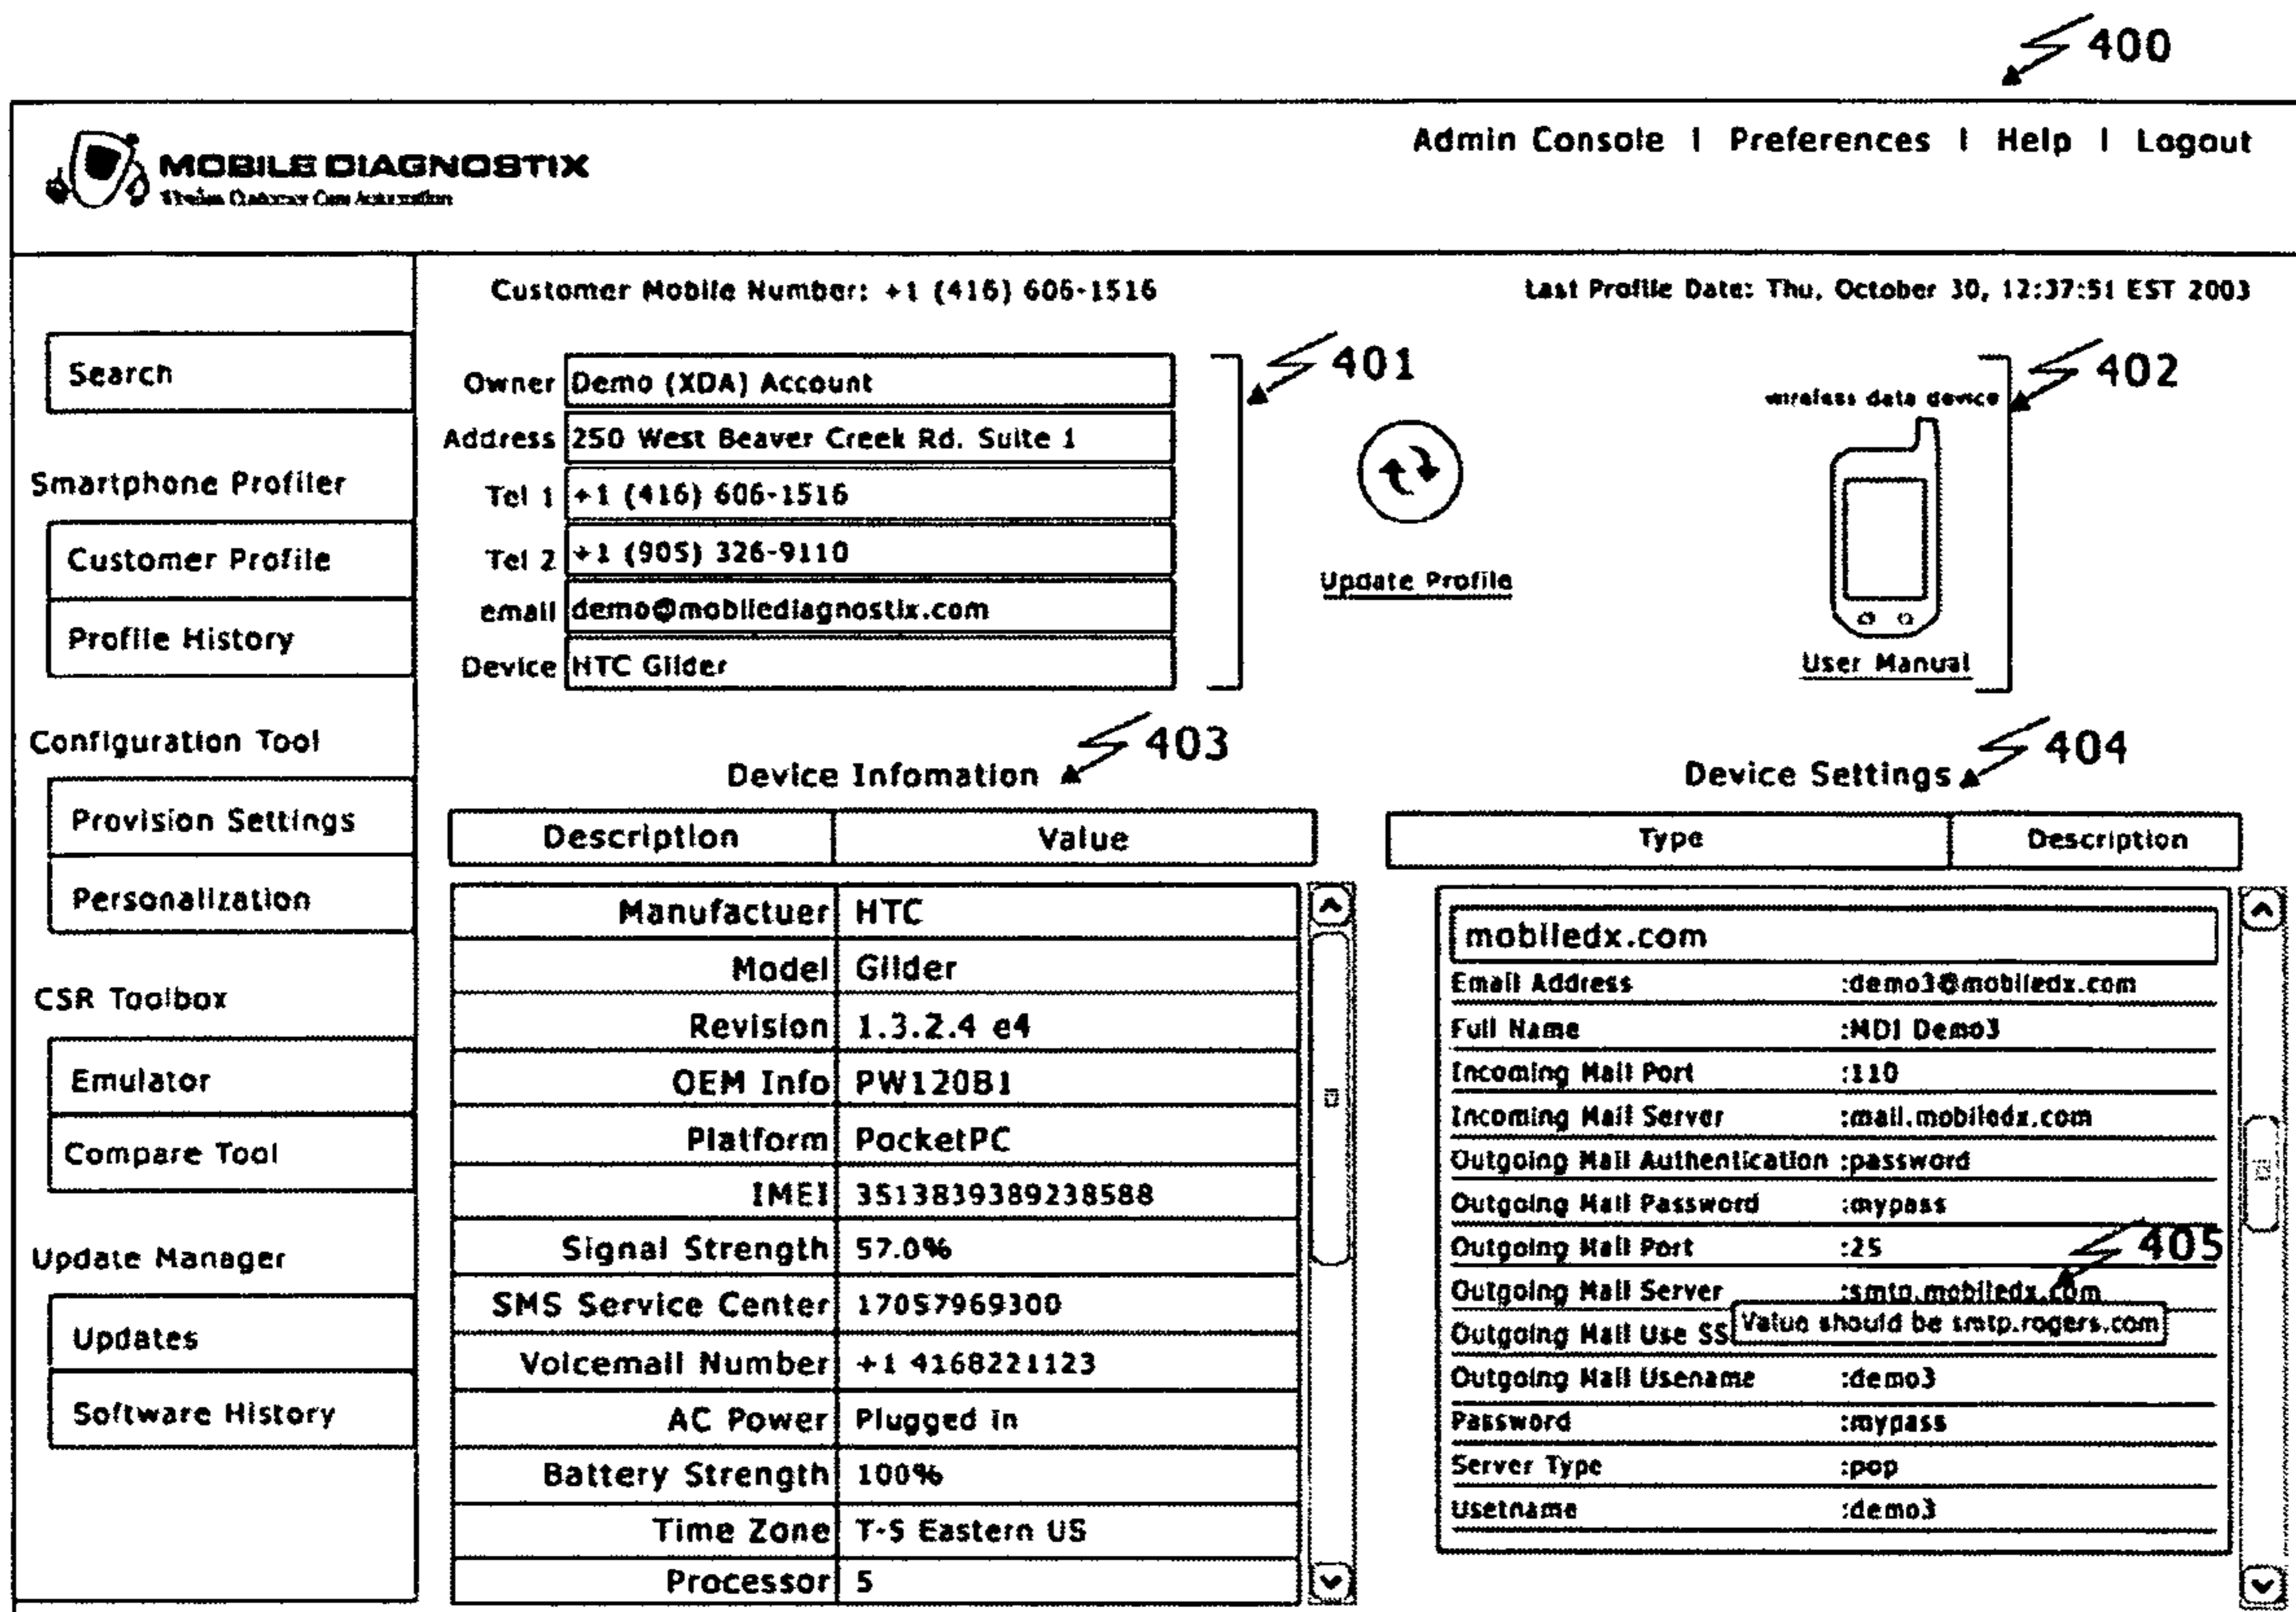 400
Admin Console | Preferences | Help | Logout
MOBILE DIAGNOSTIX
Customer Care Automation
Customer Mobile Number: +1 (416) 606-1516
Last Profile Date: Thu, October 30, 12:37:51 EST 2003
Search
Smartphone Profiler
Customer Profile
Profile History
Configuration Tool
Provision Settings
Personalization
CSR Toolbox
Emulator
Compare Tool
Update Manager
Updates
Software History
Owner Demo (XDA) Account
Address 250 West Beaver Creek Rd. Suite 1
Tel 1 +1 (416) 606-1516
Tel 2 +1 (905) 326-9110
email demo@mobilediagnostix.com
Device HTC Gilder
401
Update Profile
402
wireless data device
User Manual
403
Device Infomation
Description Value
Manufactuer HTC
Model Gilder
Revision 1.3.2.4 e4
OEM Info PW120B1
Platform PocketPC
IMEI 3513839389238588
Signal Strength 57.0%
SMS Service Center 17057969300
Voicemail Number +1 4168221123
AC Power Plugged in
Battery Strength 100%
Time Zone T-5 Eastern US
Processor 5
404
Device Settings
Type Description
mobiledx.com
Email Address :demo3@mobiledx.com
Full Name :MDI Demo3
Incoming Mail Port :110
Incoming Mail Server :mail.mobiledx.com
Outgoing Mail Authentication :password
Outgoing Mail Password :mypass
Outgoing Mail Port :25
405
Outgoing Mail Server :smtp.mobiledx.com
Outgoing Mail Use SS
Value should be smtp.rogers.com
Outgoing Mail Usename :demo3
Password :mypass
Server Type :pop
Usetname :demo3